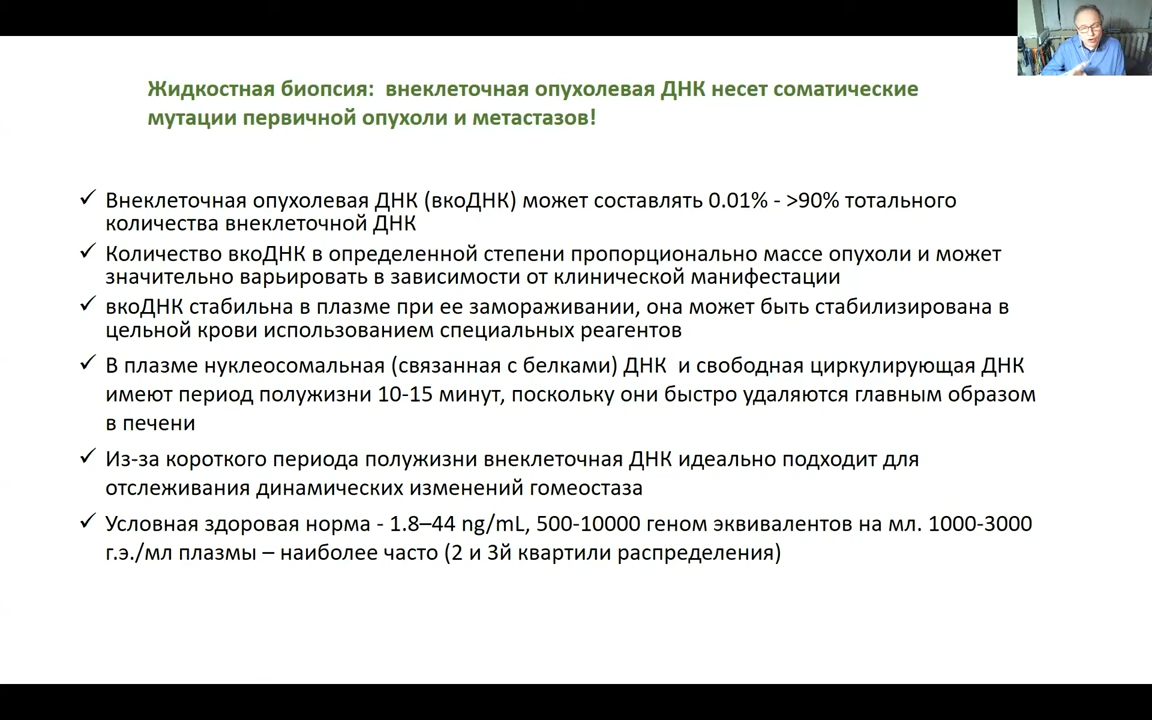 Жидкостная биопсия:  внеклеточная опухолевая ДНК несет соматические
мутации первичной опухоли и метастазов!
✓ Внеклеточная опухолевая ДНК (вкоДНК) может составлять 0.01% - >90% тотального
количества внеклеточной ДНК
✓ Количество вкоДНК в определенной степени пропорционально массе опухоли и может
значительно варьировать в зависимости от клинической манифестации
✓ вкоДНК стабильна в плазме при ее замораживании, она может быть стабилизирована в
цельной крови использованием специальных реагентов
✓ В плазме нуклеосомальная (связанная с белками) ДНК  и свободная циркулирующая ДНК
имеют период полужизни 10-15 минут, поскольку они быстро удаляются главным образом
в печени
✓ Из-за короткого периода полужизни внеклеточная ДНК идеально подходит для
отслеживания динамических изменений гомеостаза
✓ Условная здоровая норма - 1.8–44 ng/mL, 500-10000 геном эквивалентов на мл. 1000-3000
г.э./мл плазмы – наиболее часто (2 и 3й квартили распределения)